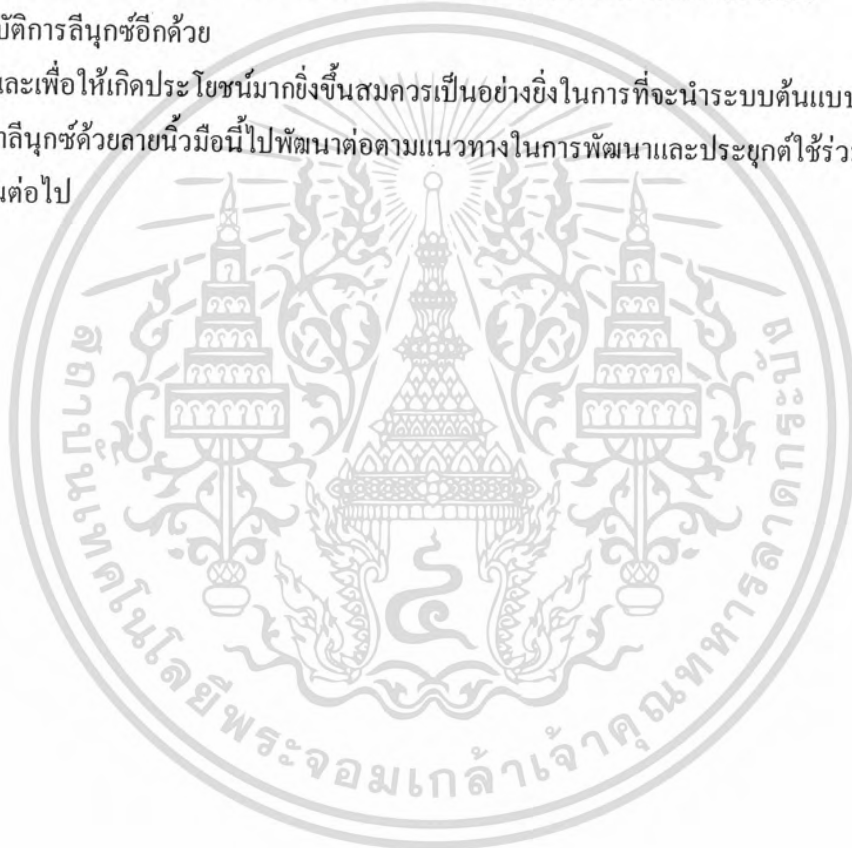 บัติการลีนุกซ์อีกด้วย
และเพื่อให้เกิดประโยชน์มากยิ่งขึ้นสมควรเป็นอย่างยิ่งในการที่จะนำระบบต้นแบบ
าลีนุกซ์ด้วยลายนิ้วมือนี้ไปพัฒนาต่อตามแนวทางในการพัฒนาและประยุกต์ใช้ร่ว
นต่อไป
สถาบันเทคโนโลยีพระจอมเกล้าเจ้าคุณทหารลาดกระบัง